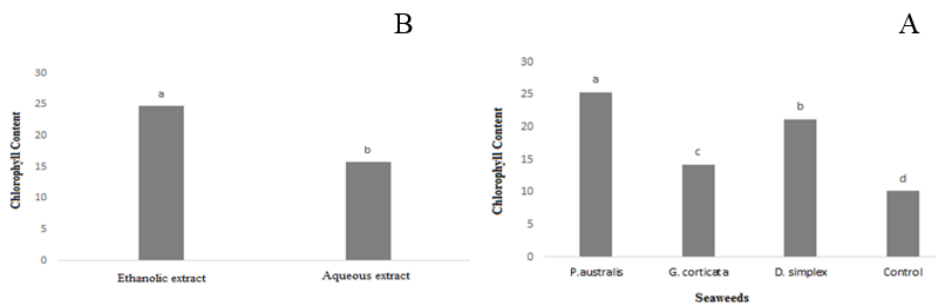 B
Chlorophyll Content
30
25
20
15
10
5
0
a
b
Ethanolic extract
Aqueous extract
A
Chlorophyll Content
30
25
20
15
10
5
0
a
c
b
d
P.australis
G. corticata
D. simplex
Control
Seaweeds